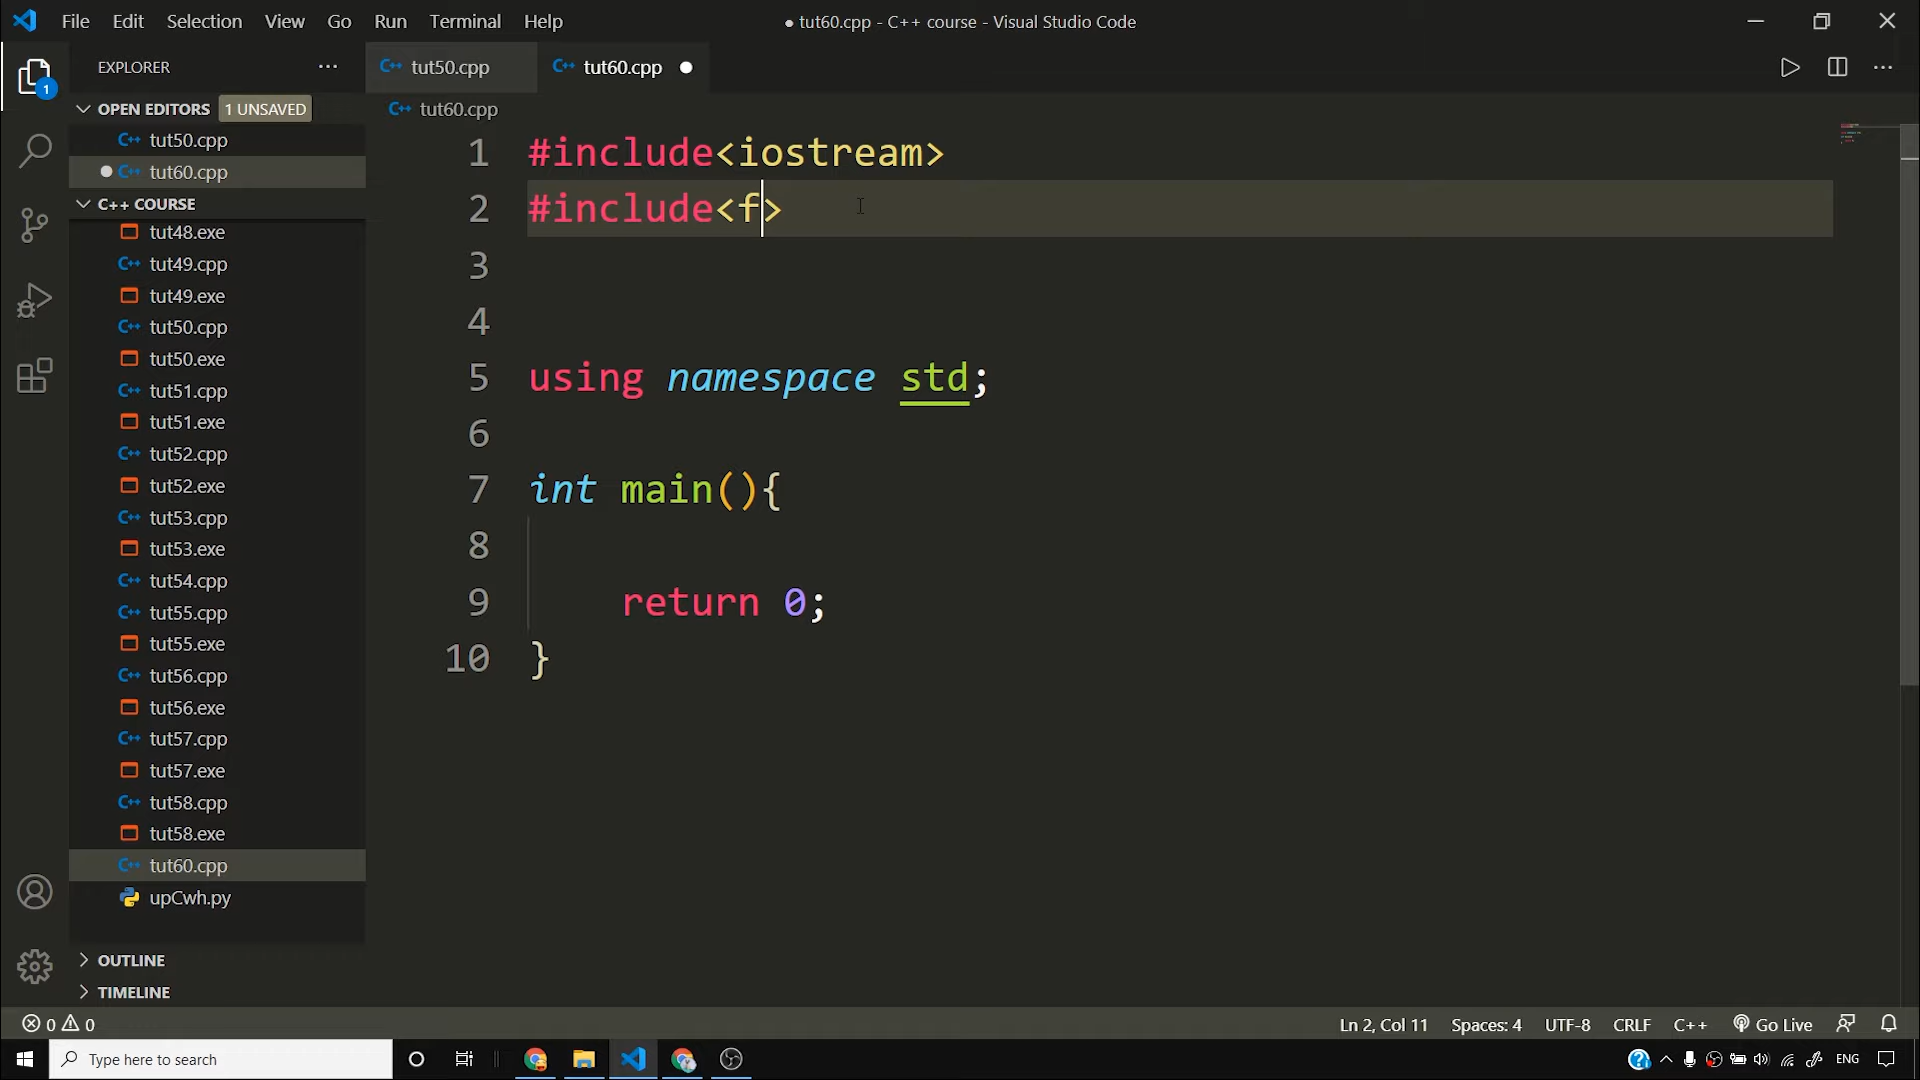 File Edit Selection View Go Run Terminal Help
● tut60.cpp - C++ course - Visual Studio Code
EXPLORER
OPEN EDITORS 1 UNSAVED
tut50.cpp
tut60.cpp
C++ COURSE
tut48.exe
tut49.cpp
tut49.exe
tut50.cpp
tut50.exe
tut51.cpp
tut51.exe
tut52.cpp
tut52.exe
tut53.cpp
tut53.exe
tut54.cpp
tut55.cpp
tut55.exe
tut56.cpp
tut56.exe
tut57.cpp
tut57.exe
tut58.cpp
tut58.exe
tut60.cpp
upCwh.py
OUTLINE
TIMELINE
1
tut50.cpp tut60.cpp
tut60.cpp
1 #include<iostream>
2 #include<f>
3
4
5 using namespace std;
6
7 int main(){
8
9 return 0;
10 }
0 0
Ln 2, Col 11 Spaces: 4 UTF-8 CRLF C++ Go Live
Type here to search
ENG